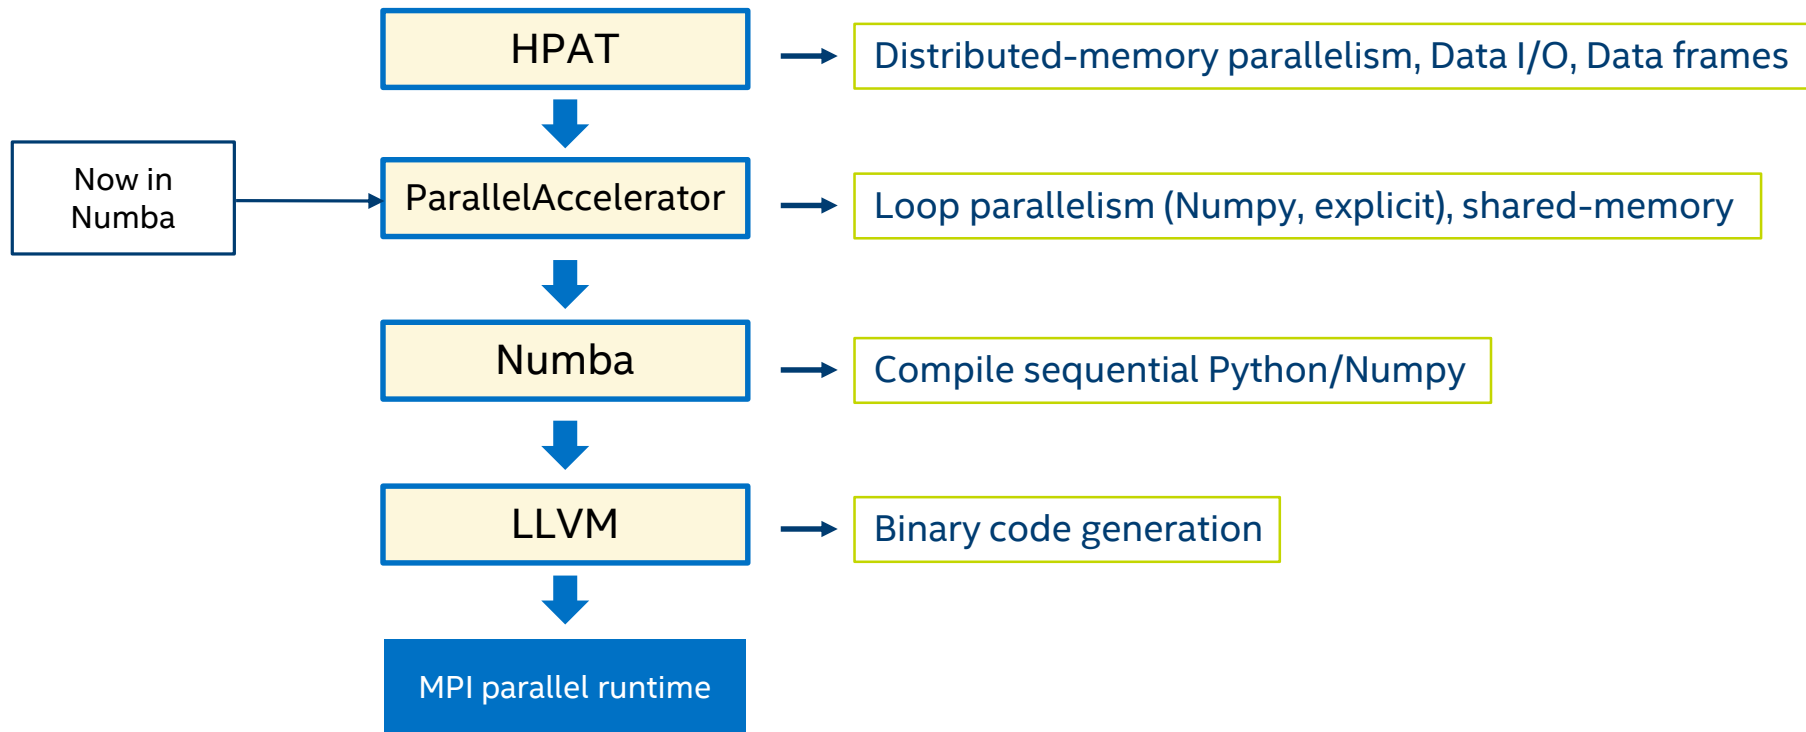 HPAT
Distributed-memory parallelism, Data I/O, Data frames
Now in
Numba
ParallelAccelerator
Loop parallelism (Numpy, explicit), shared-memory
Numba
Compile sequential Python/Numpy
LLVM
Binary code generation
MPI parallel runtime